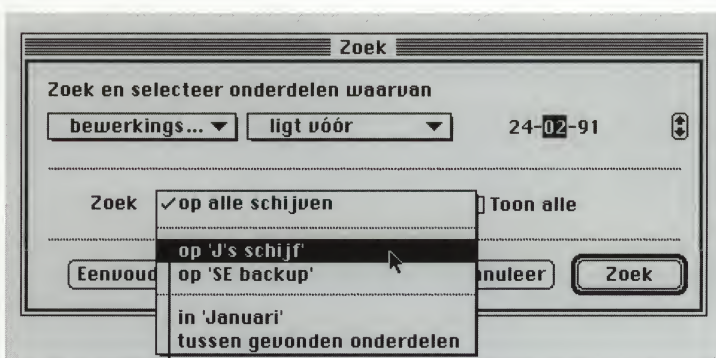 Zoek
Zoek en selecteer onderdelen waarvan
bewerkings... ligt vóór 24-02-91
Zoek ✓op alle schijven Toon alle
op 'J's schijf'
Eenvoud op 'SE backup' nnuleer Zoek
in 'Januari'
tussen gevonden onderdelen